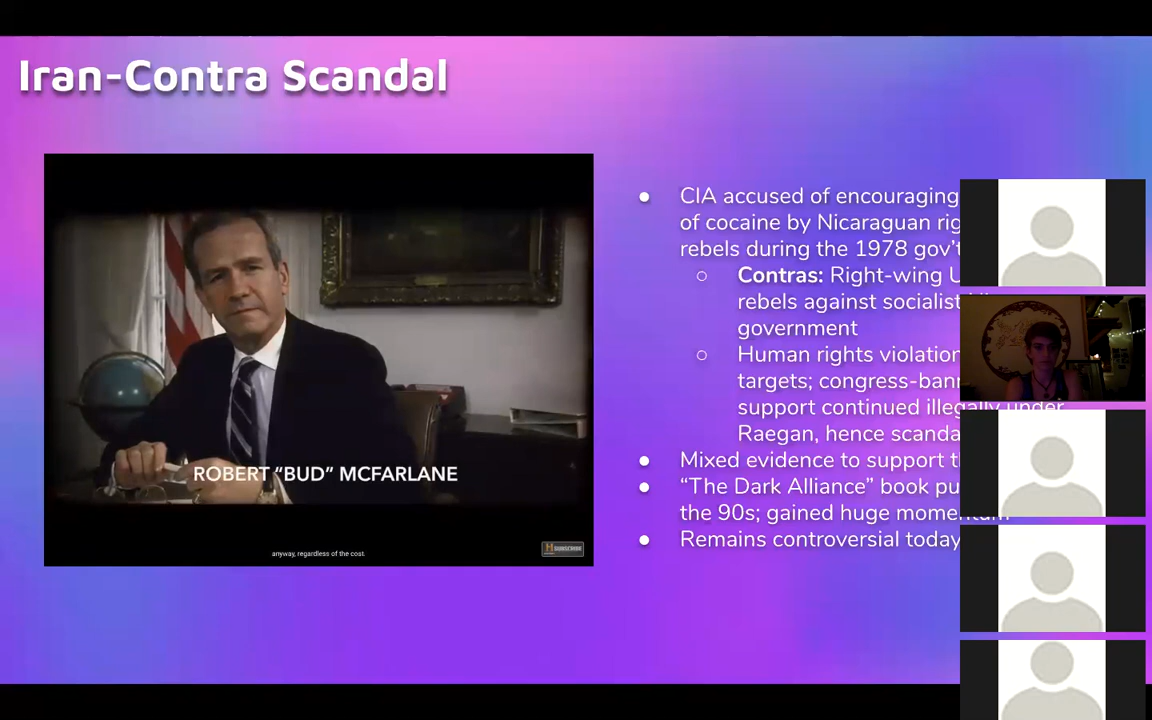 Iran-Contra Scandal
CIA accused of encouraging
of cocaine by Nicaraguan rig
rebels during the 1978 gov't
Contras: Right-wing U
rebels against socialist
government
Human rights violation
targets; congress-bann
support continued illegally under
Raegan, hence scanda
Mixed evidence to support t
“The Dark Alliance” book pu
the 90s; gained huge momentum
Remains controversial today
ROBERT “BUD” MCFARLANE
anyway, regardless of the cost.
SUBSCRIBE